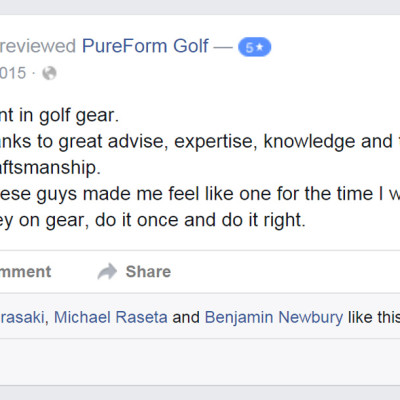 reviewed PureForm Golf — 5★
015 ·
nt in golf gear.
nks to great advise, expertise, knowledge and
ftsmanship.
ese guys made me feel like one for the time I w
ey on gear, do it once and do it right.
mment Share
rasaki, Michael Raseta and Benjamin Newbury like this